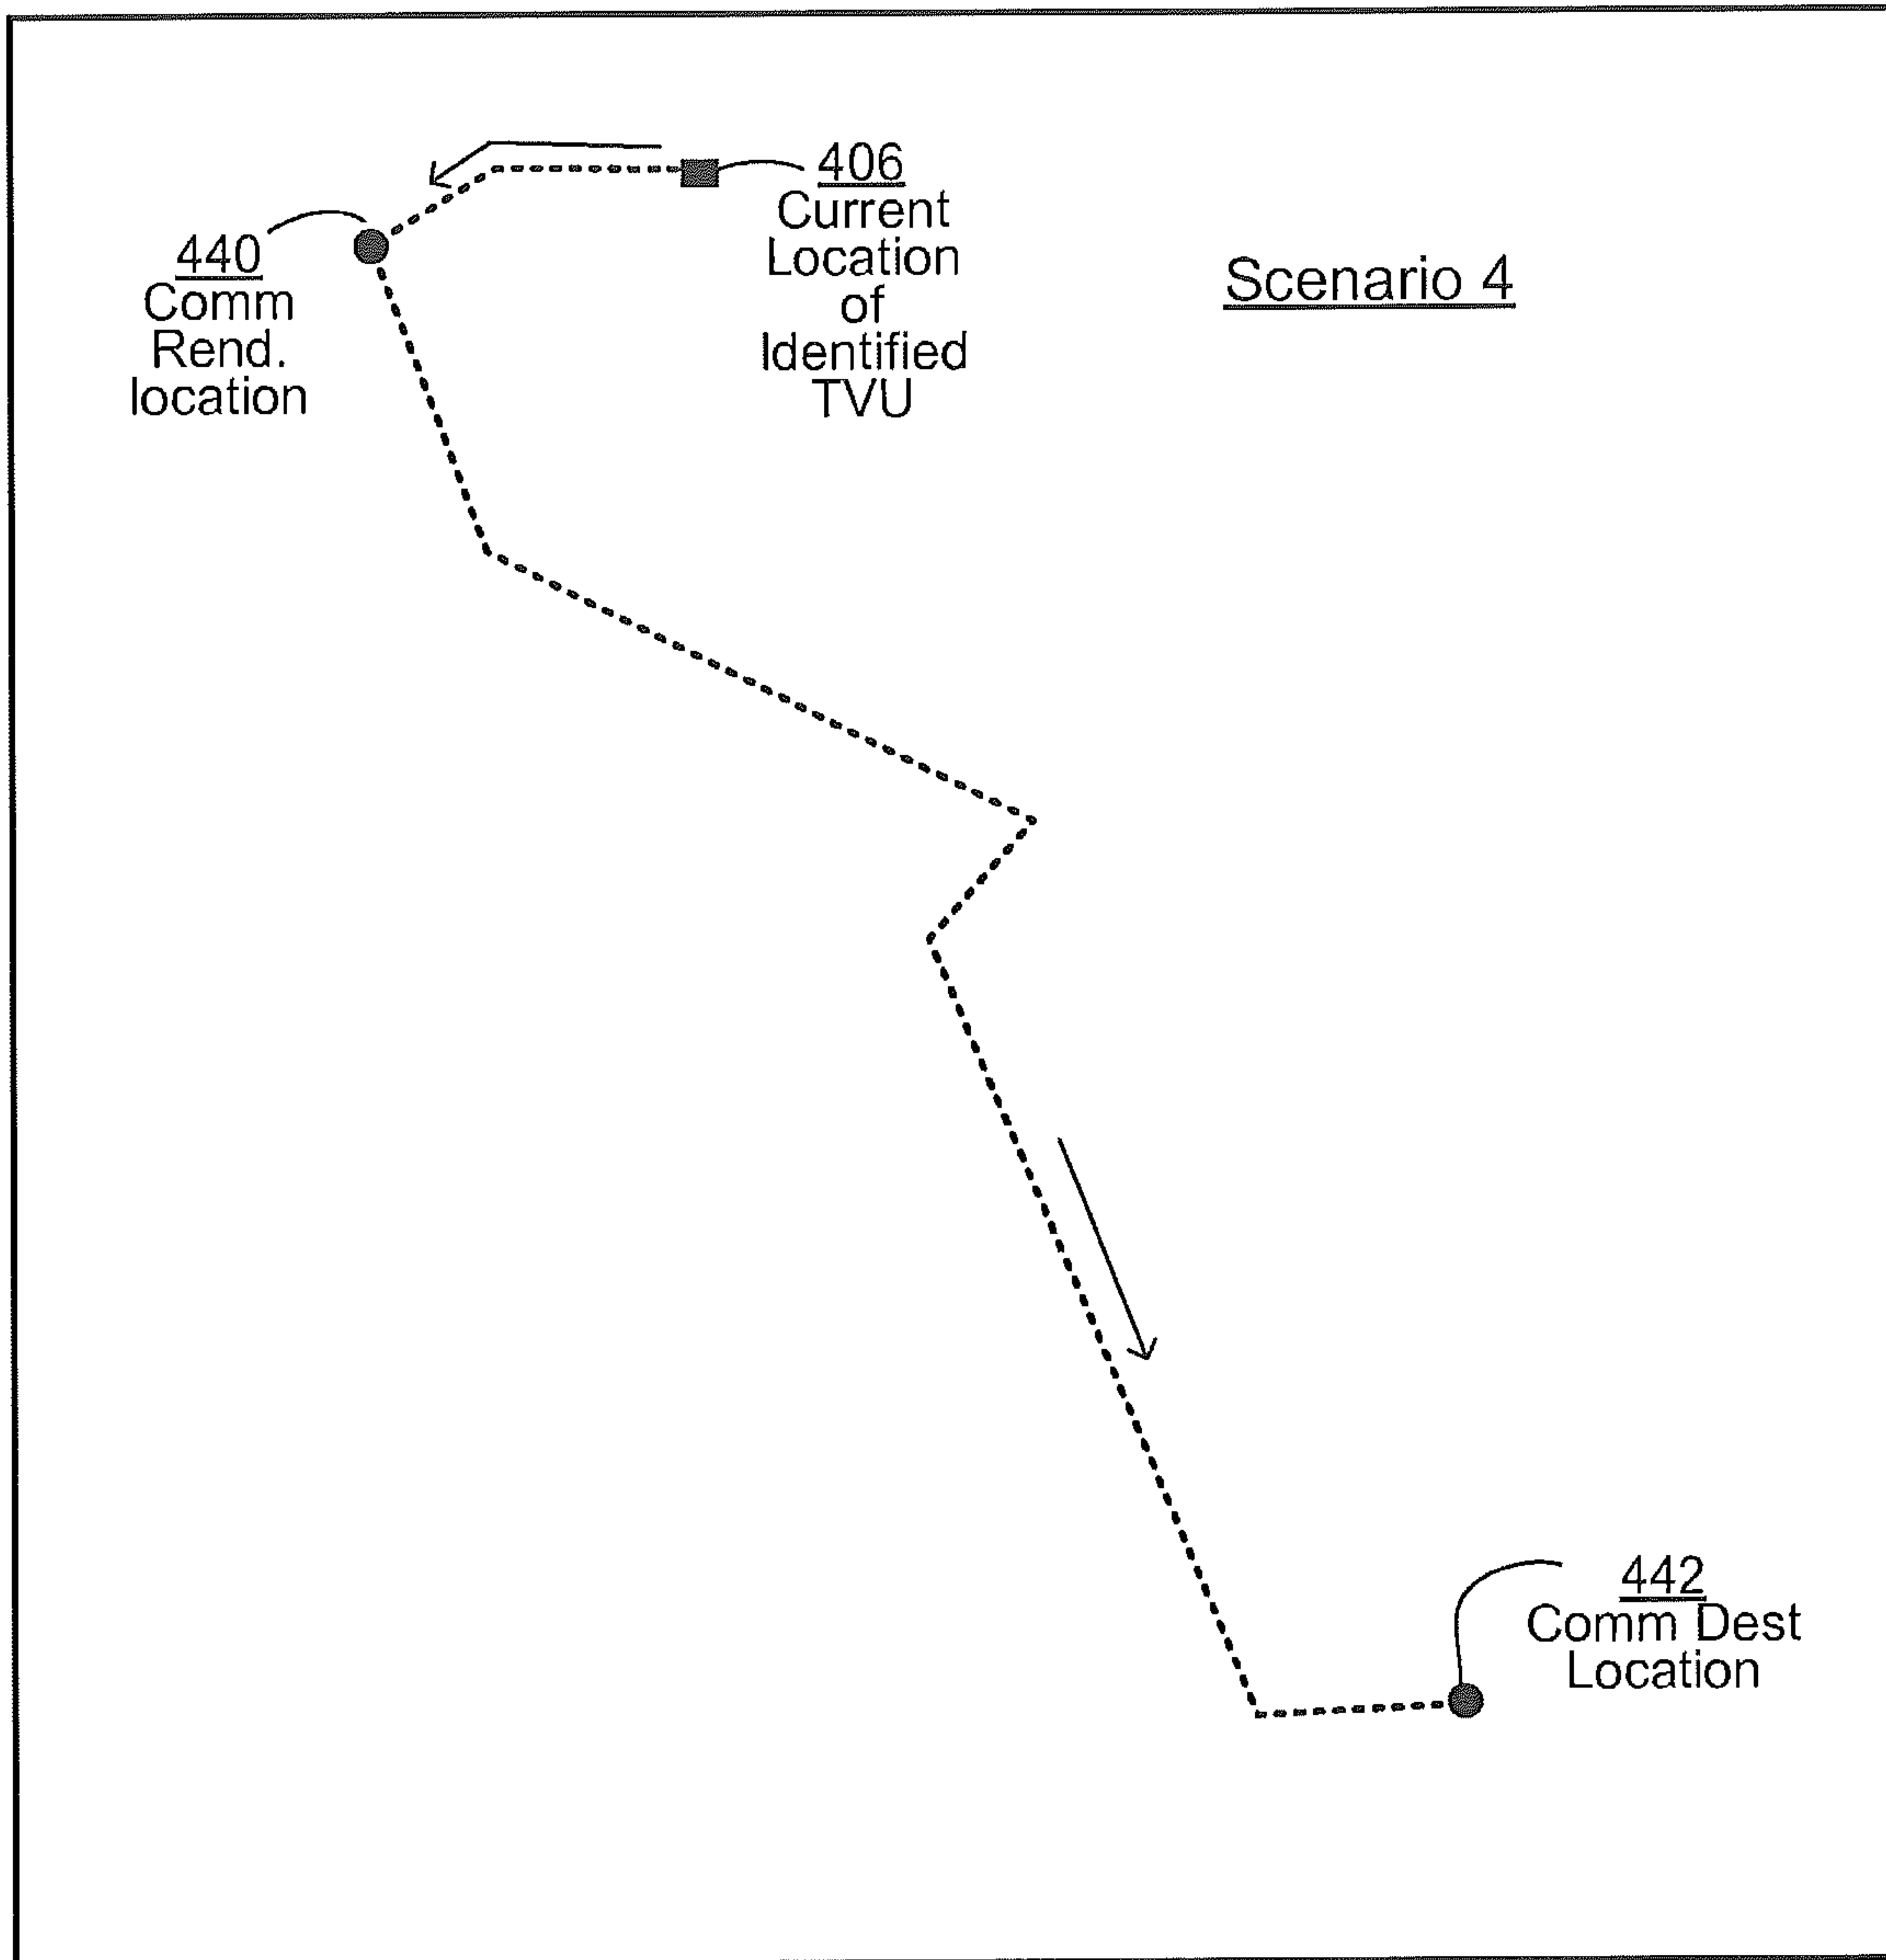 406
Current
Location
of
Identified
TVU
440
Comm
Rend.
location
Scenario 4
442
Comm Dest
Location